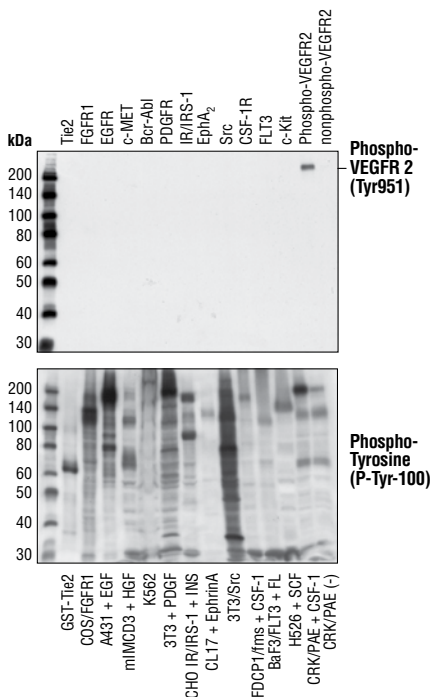 Tie2
FGFR1
EGFR
c-MET
Bcr-Abl
PDGFR
IR/IRS-1
EphA2
Src
CSF-1R
FLT3
c-Kit
Phospho-VEGFR2
nonphospho-VEGFR2
kDa
200
140
100
80
60
50
40
30
Phospho-
VEGFR 2
(Tyr951)
200
140
100
80
60
50
40
30
Phospho-
Tyrosine
(P-Tyr-100)
GST-Tie2
COS/FGFR1
A431 + EGF
mIMCD3 + HGF
K562
3T3 + PDGF
CHO IR/IRS-1 + INS
CL17 + EphrinA
3T3/Src
FDCP1/fms + CSF-1
BaF3/FLT3 + FL
H526 + SCF
CRK/PAE + CSF-1
CRK/PAE (-)